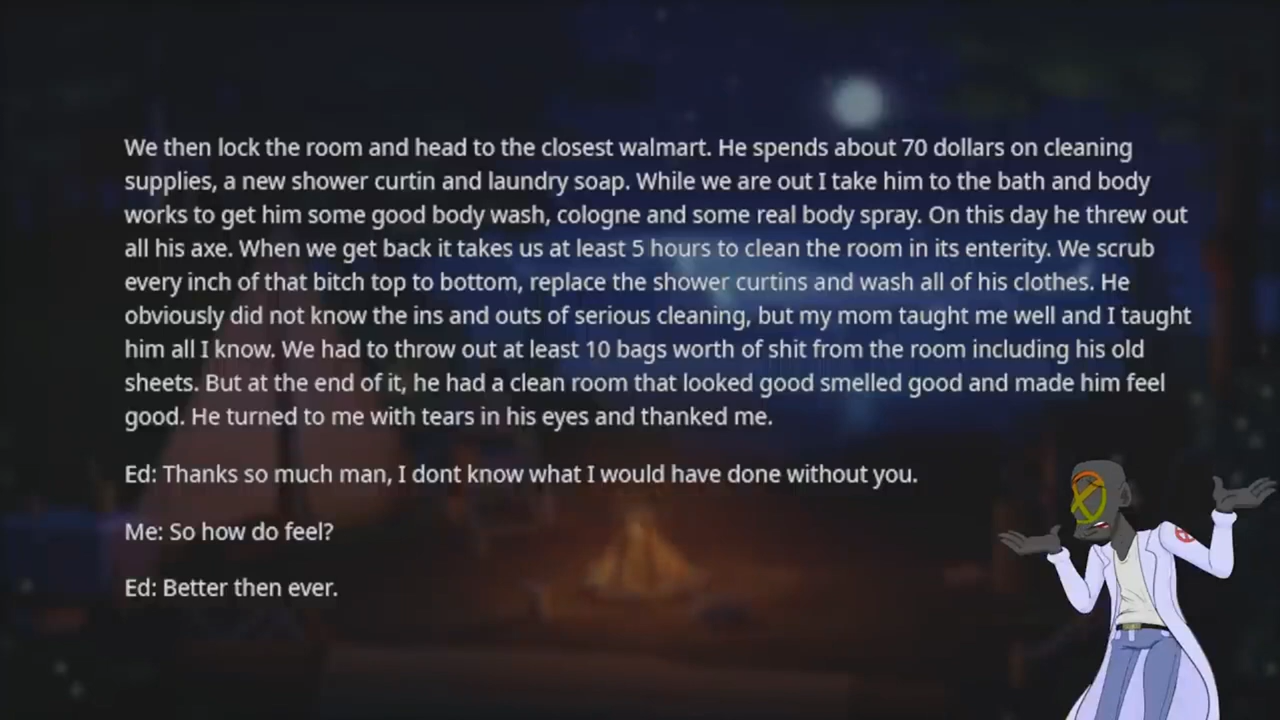 We then lock the room and head to the closest walmart. He spends about 70 dollars on cleaning
supplies, a new shower curtin and laundry soap. While we are out I take him to the bath and body
works to get him some good body wash, cologne and some real body spray. On this day he threw out
all his axe. When we get back it takes us at least 5 hours to clean the room in its enterity. We scrub
every inch of that bitch top to bottom, replace the shower curtins and wash all of his clothes. He
obviously did not know the ins and outs of serious cleaning, but my mom taught me well and I taught
him all I know. We had to throw out at least 10 bags worth of shit from the room including his old
sheets. But at the end of it, he had a clean room that looked good smelled good and made him feel
good. He turned to me with tears in his eyes and thanked me.
Ed: Thanks so much man, I dont know what I would have done without you.
Me: So how do feel?
Ed: Better then ever.